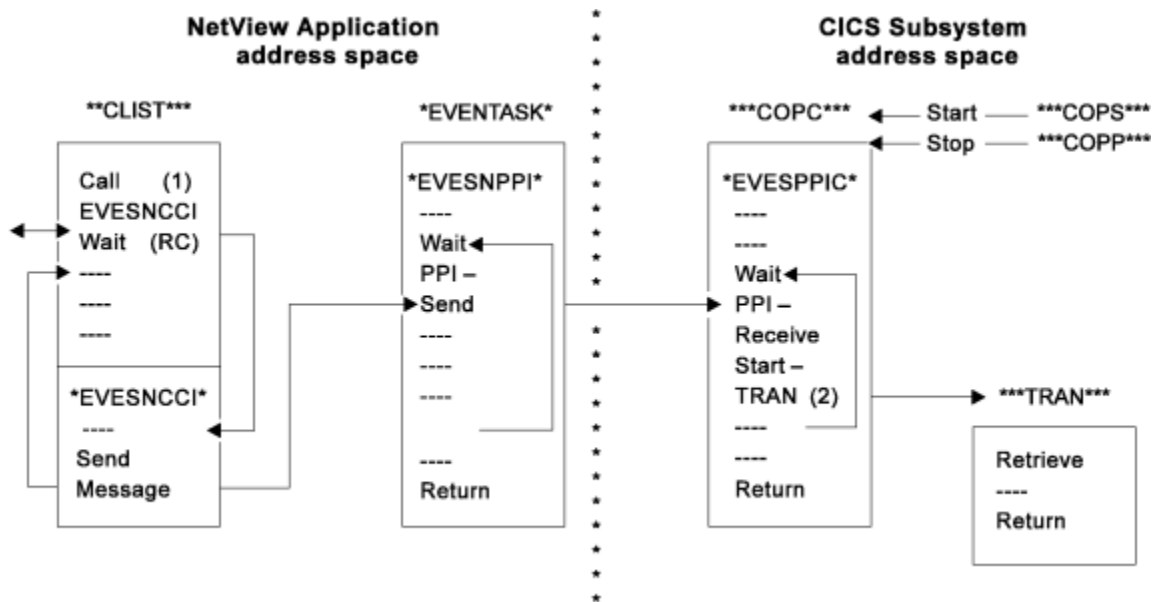 NetView Application
address space
CICS Subsystem
address space
**CLIST***
Call (1)
EVESNCCI
Wait (RC)
----
----
----
*EVESNCCI*
----
Send
Message
*EVENTASK*
*EVESNPPI*
----
Wait
PPI –
Send
----
----
----
----
Return
***COPC***
Start
***COPS***
Stop
***COPP***
*EVESPPIC*
----
----
Wait
PPI –
Receive
Start –
TRAN (2)
----
----
Return
***TRAN***
Retrieve
----
Return